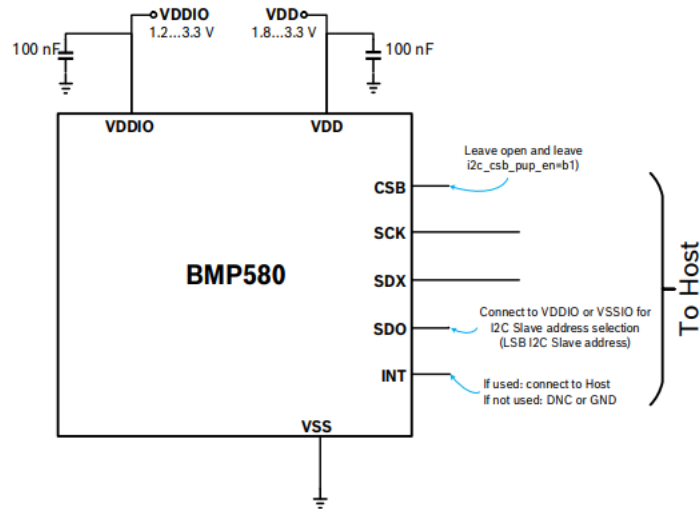 VDDIO
1.2...3.3 V
VDD
1.8...3.3 V
100 nF
100 nF
VDDIO
VDD
Leave open and leave
i2c_csb_pup_en=b1)
CSB
SCK
BMP580
SDX
SDO
Connect to VDDIO or VSSIO for
I2C Slave address selection
(LSB I2C Slave address)
INT
If used: connect to Host
If not used: DNC or GND
VSS
To Host